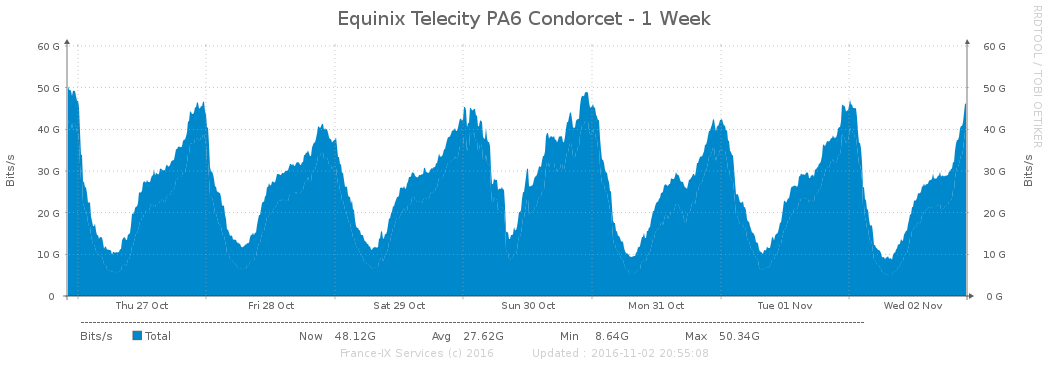 Equinix Telecity PA6 Condorcet - 1 Week
RRDTOOL / TOBI OETIKER
Bits/s
60 G 60 G
50 G 50 G
40 G 40 G
30 G 30 G
20 G 20 G
10 G 10 G
0 0 G
Bits/s
Thu 27 Oct Fri 28 Oct Sat 29 Oct Sun 30 Oct Mon 31 Oct Tue 01 Nov Wed 02 Nov
Bits/s Total Now 48.12G Avg 27.62G Min 8.64G Max 50.34G
France-IX Services (c) 2016 Updated : 2016-11-02 20:55:08